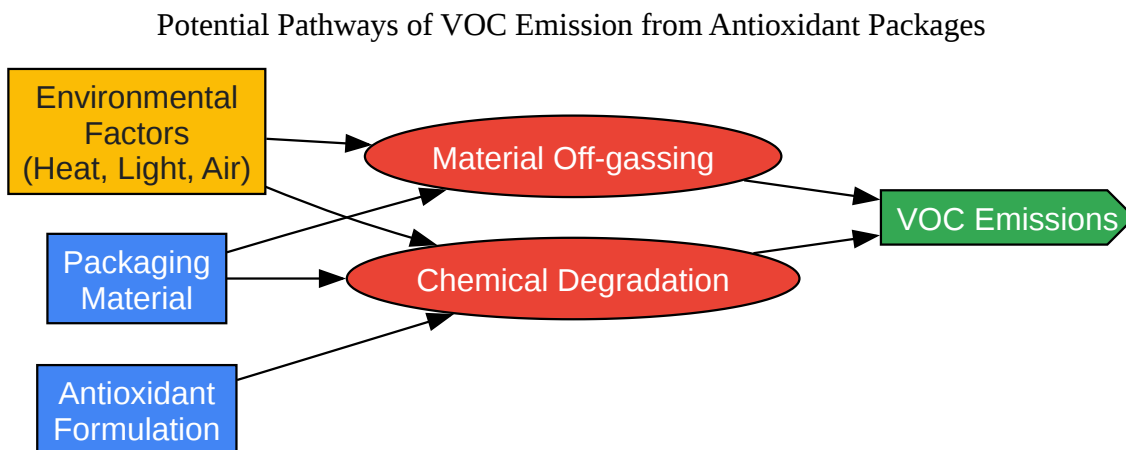 Potential Pathways of VOC Emission from Antioxidant Packages
Environmental
Factors
(Heat, Light, Air)
Material Off-gassing
VOC Emissions
Packaging
Material
Chemical Degradation
Antioxidant
Formulation